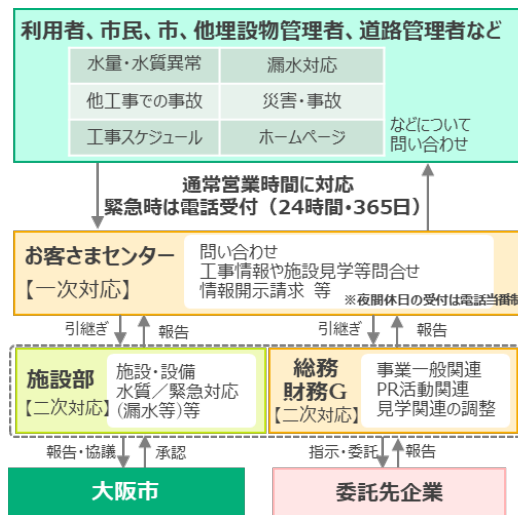 利用者、市民、市、他埋設物管理者、道路管理者など
水量・水質異常
漏水対応
他工事での事故
災害・事故
工事スケジュール
ホームページ
などについて
問い合わせ
通常営業時間に対応
緊急時は電話受付（24時間・365日）
お客さまセンター
【一次対応】
問い合わせ
工事情報や施設見学等問合せ
情報開示請求 等
※夜間休日の受付は電話当番制
引継ぎ
報告
引継ぎ
報告
施設部
【二次対応】
施設・設備
水質／緊急対応
(漏水等)等
総務
財務G
【二次対応】
事業一般関連
PR活動関連
見学関連の調整
報告・協議
承認
指示・委託
報告
大阪市
委託先企業